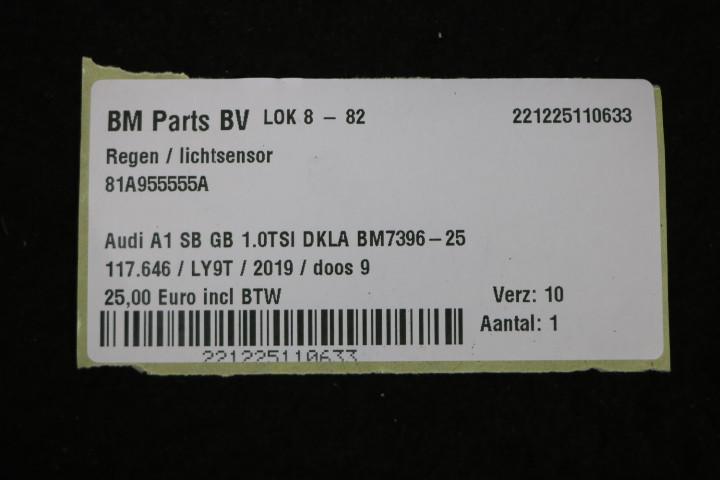 BM Parts BV LOK 8 - 82 221225110633
Regen / lichtsensor
81A955555A
Audi A1 SB GB 1.0TSI DKLA BM7396-25
117.646 / LY9T / 2019 / doos 9
25,00 Euro incl BTW Verz: 10
Aantal: 1
221225110633